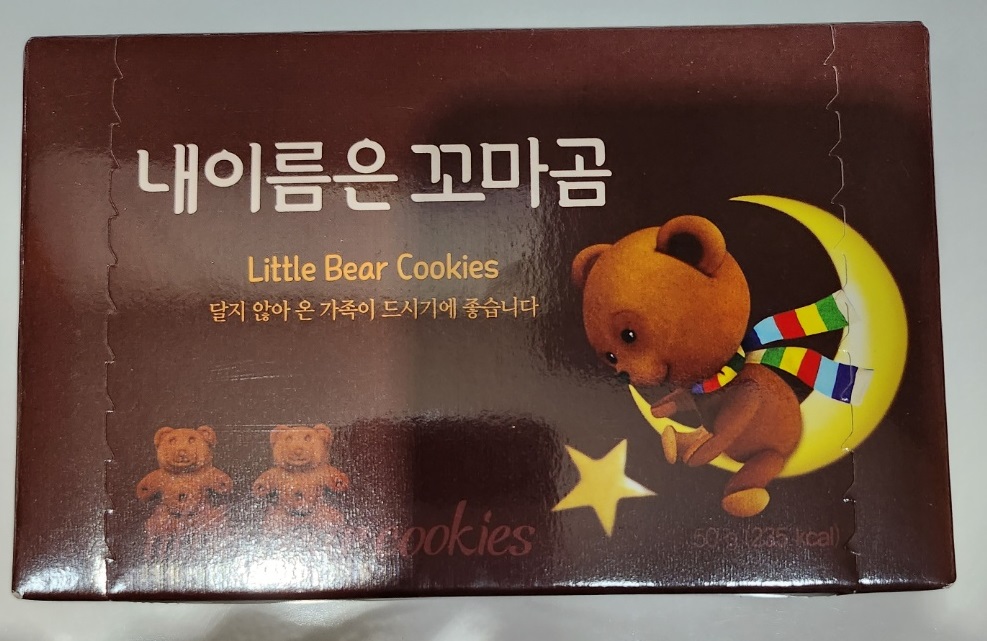 내이름은 꼬마곰
Little Bear Cookies
달지 않아 온 가족이 드시기에 좋습니다
cookies
50 g (235 kcal)